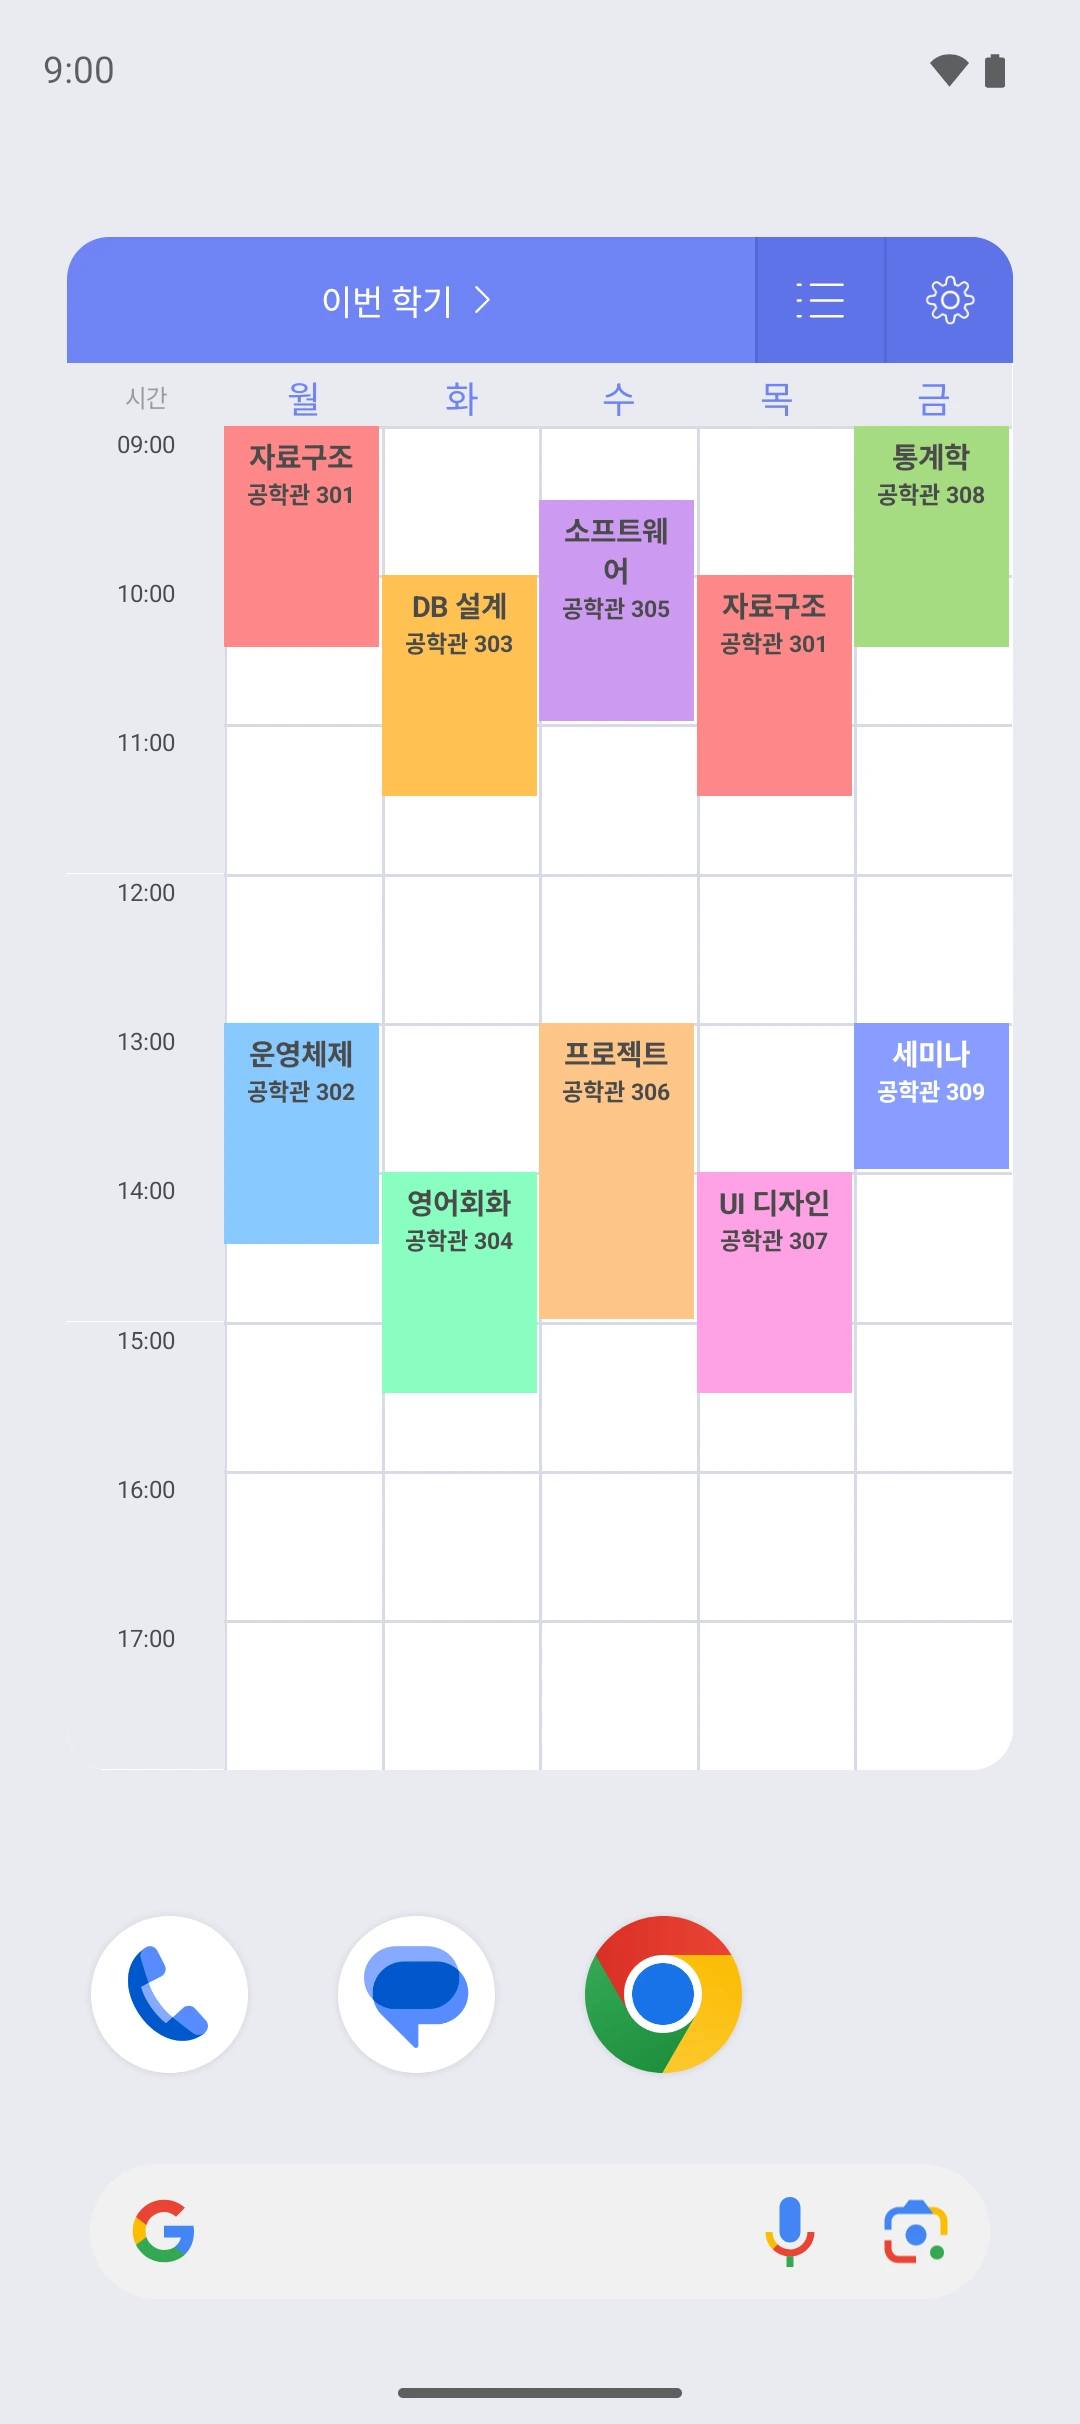 9:00
이번 학기
시간 월 화 수 목 금
09:00
자료구조
공학관 301
통계학
공학관 308
소프트웨
어
공학관 305
10:00
DB 설계
공학관 303
자료구조
공학관 301
11:00
12:00
13:00
운영체제
공학관 302
프로젝트
공학관 306
세미나
공학관 309
14:00
영어회화
공학관 304
UI 디자인
공학관 307
15:00
16:00
17:00